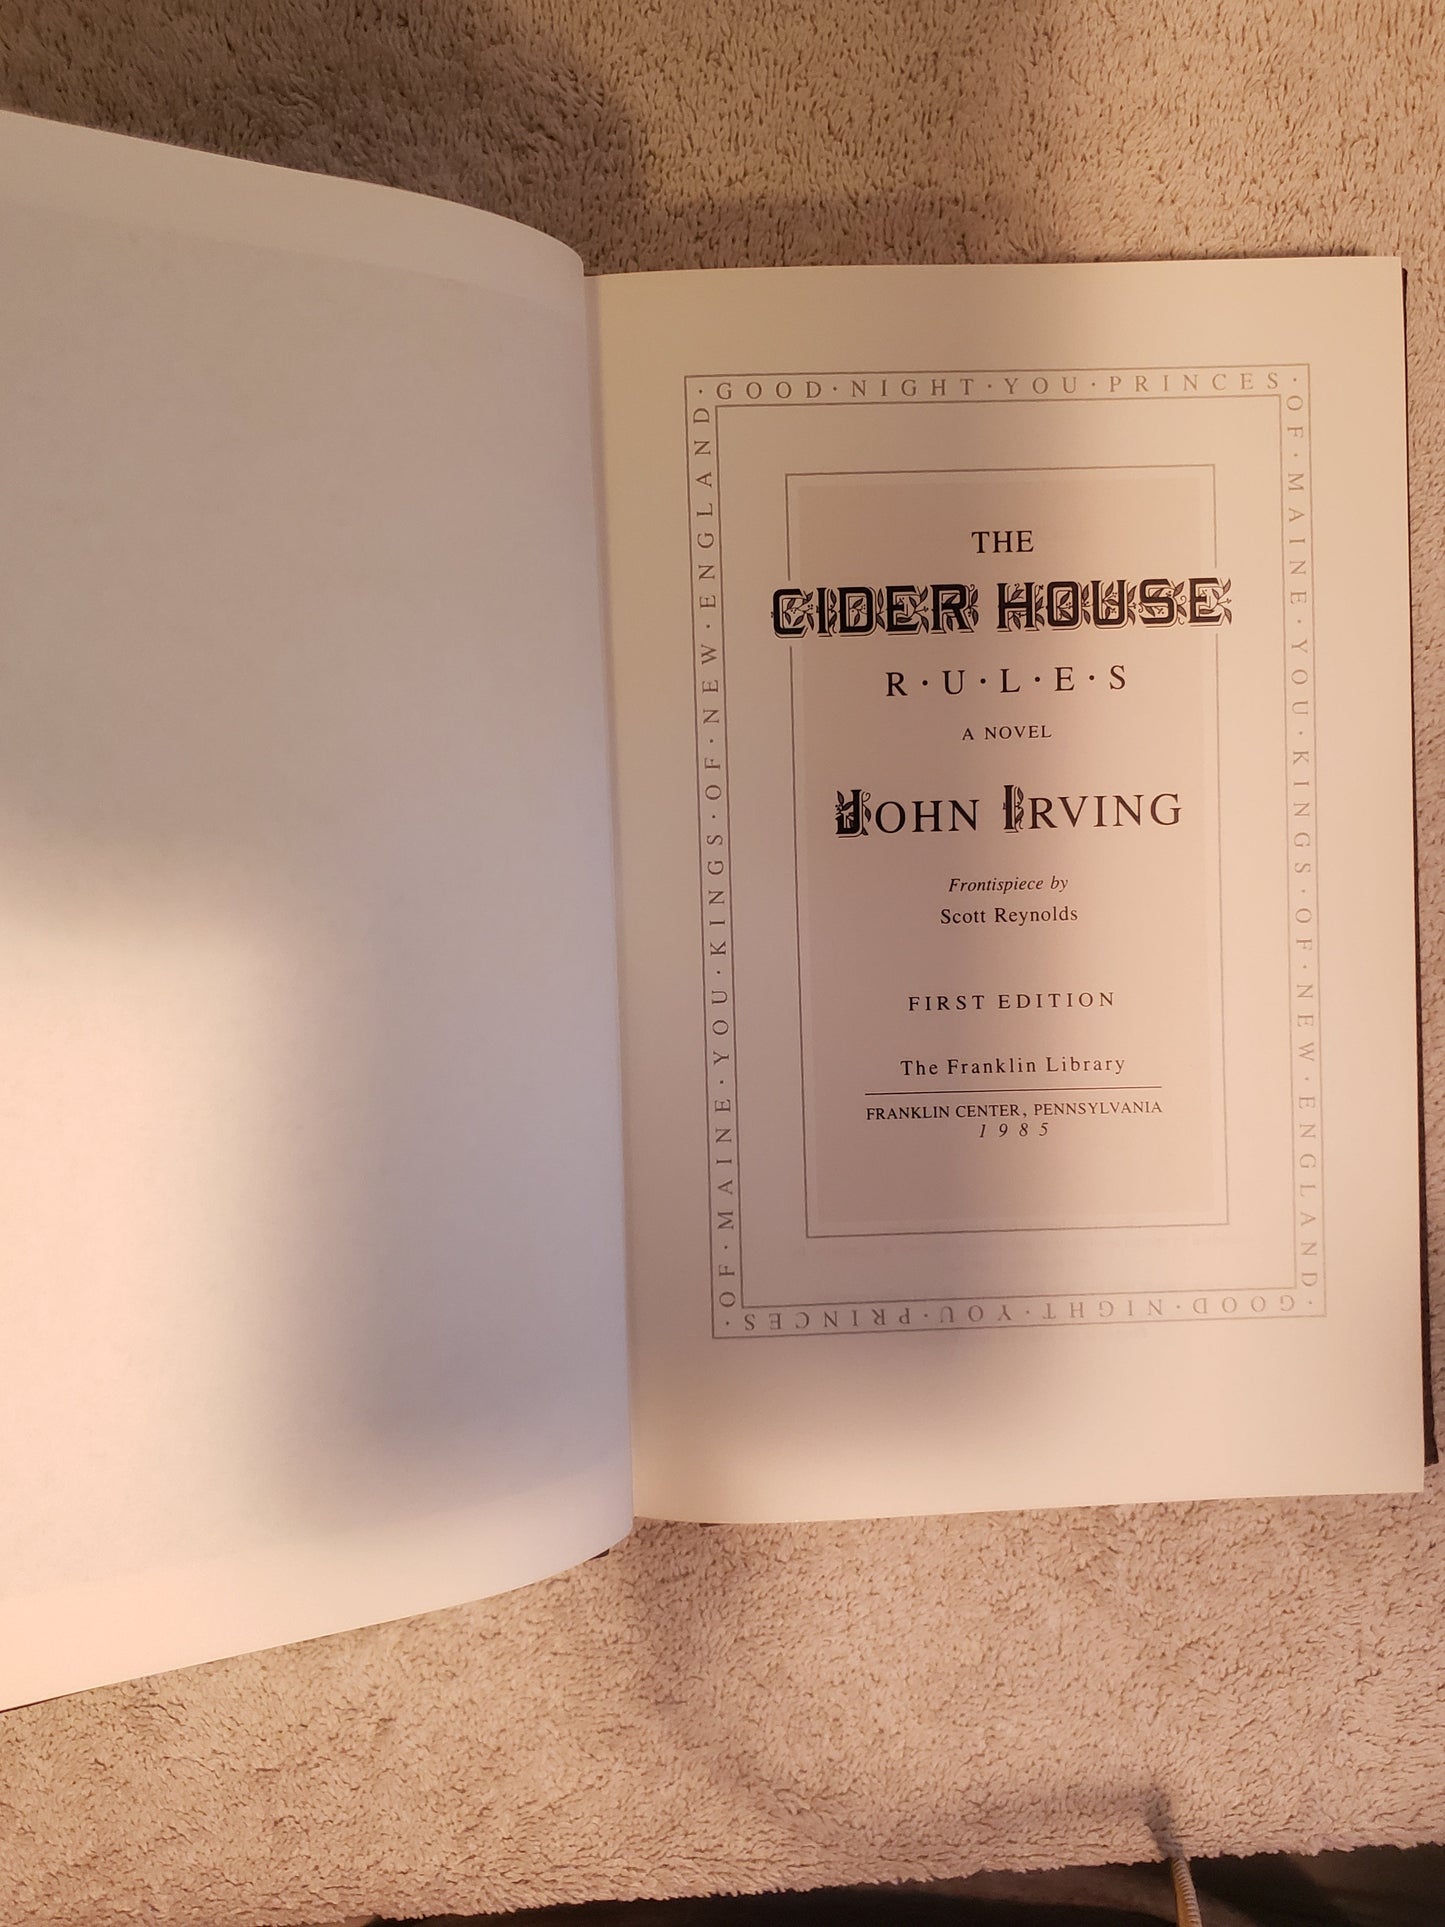 ·GOOD·NIGHT·YOU·PRINCES·
OF·MAINE·YOU·KINGS·OF·NEW·ENGLAND
·GOOD·NIGHT·YOU·PRINCES·
OF·MAINE·YOU·KINGS·OF·NEW·ENGLAND
THE
CIDER HOUSE
R·U·L·E·S
A NOVEL
JOHN IRVING
Frontispiece by
Scott Reynolds
FIRST EDITION
The Franklin Library
FRANKLIN CENTER, PENNSYLVANIA
1985